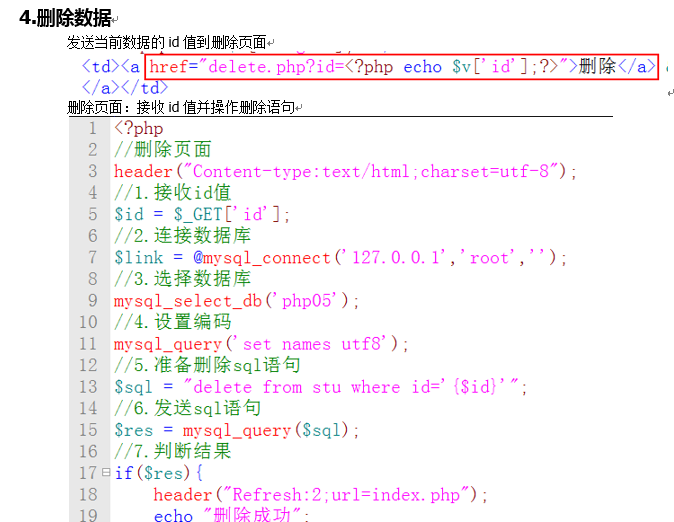 4.删除数据
发送当前数据的 id 值到删除页面
<td><a href="delete.php?id=<?php echo $v['id'];?>">删除</a>
</a></td>
删除页面：接收 id 值并操作删除语句
1 <?php
2 //删除页面
3 header("Content-type:text/html;charset=utf-8");
4 //1.接收id值
5 $id = $_GET['id'];
6 //2.连接数据库
7 $link = @mysql_connect('127.0.0.1','root','');
8 //3.选择数据库
9 mysql_select_db('php05');
10 //4.设置编码
11 mysql_query('set names utf8');
12 //5.准备删除sql语句
13 $sql = "delete from stu where id='{$id}'";
14 //6.发送sql语句
15 $res = mysql_query($sql);
16 //7.判断结果
17 if($res){
18 header("Refresh:2;url=index.php");
19 echo "删除成功";